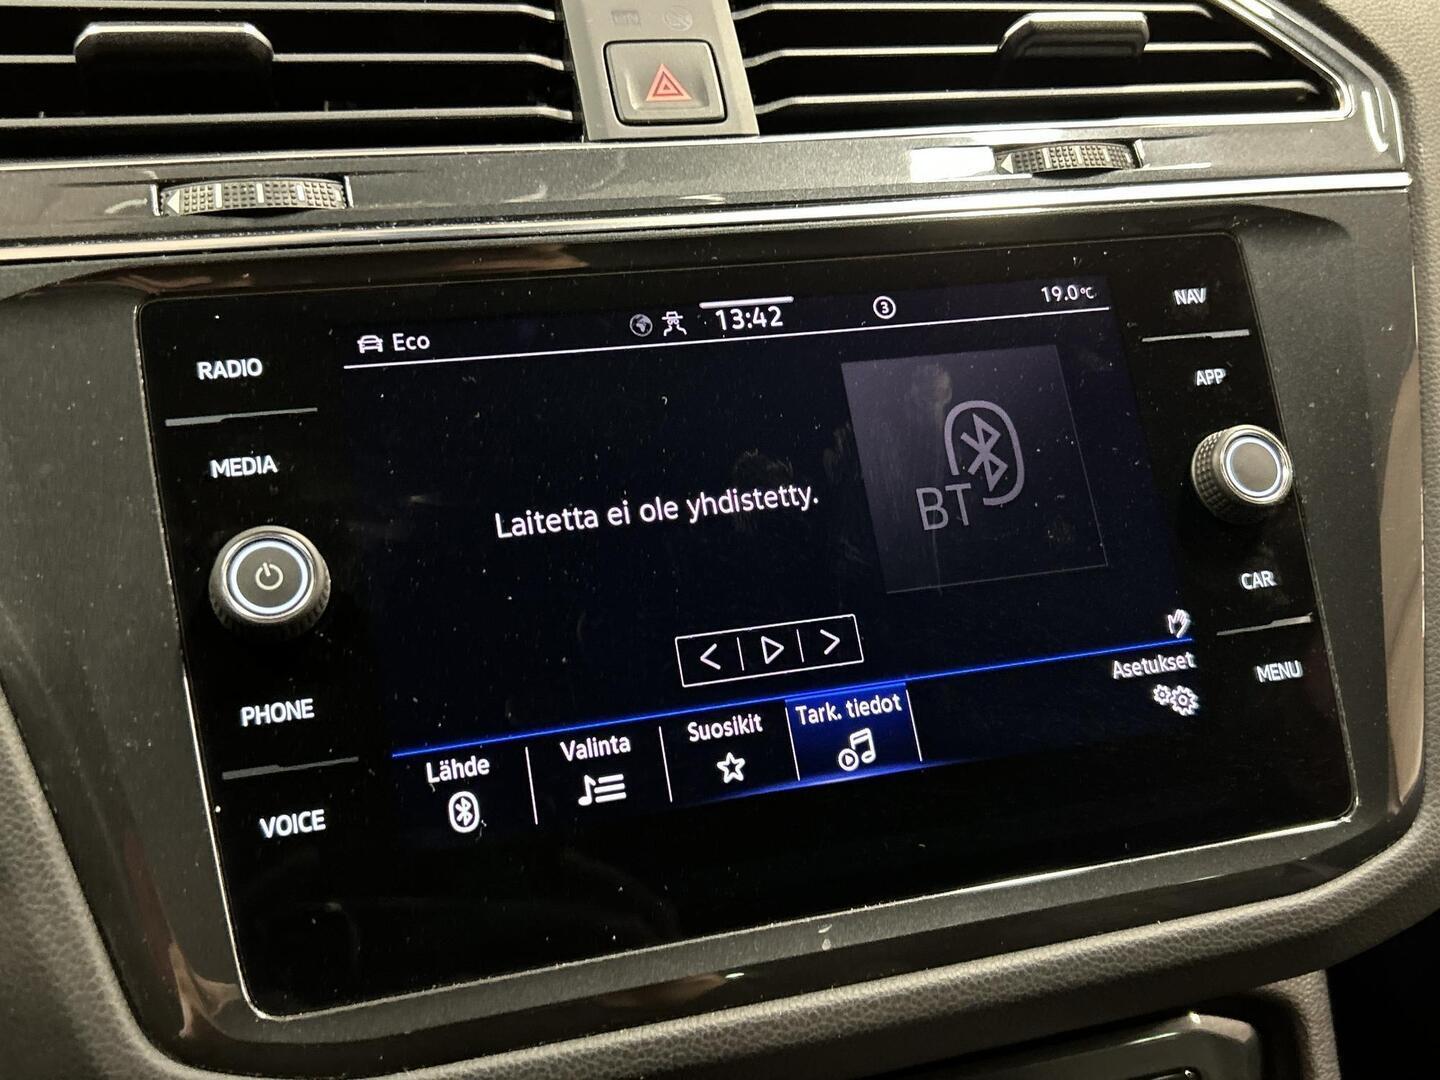 RADIO
MEDIA
PHONE
VOICE
Eco
13:42
3
19.0°C
Laitetta ei ole yhdistetty.
BT
Asetukset
Lähde
Valinta
Suosikit
Tark. tiedot
NAV
APP
CAR
MENU